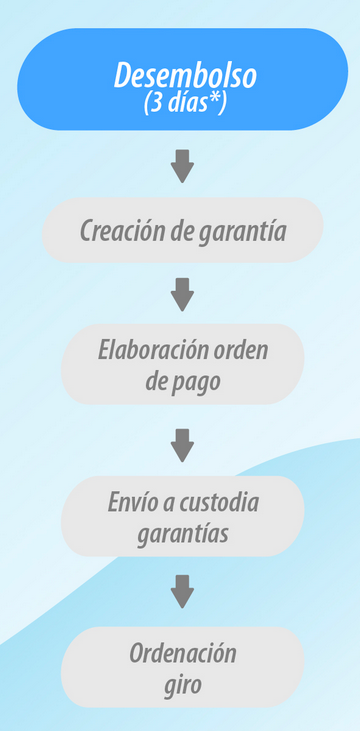 Desembolso
(3 días*)
Creación de garantía
Elaboración orden
de pago
Envío a custodia
garantías
Ordenación
giro